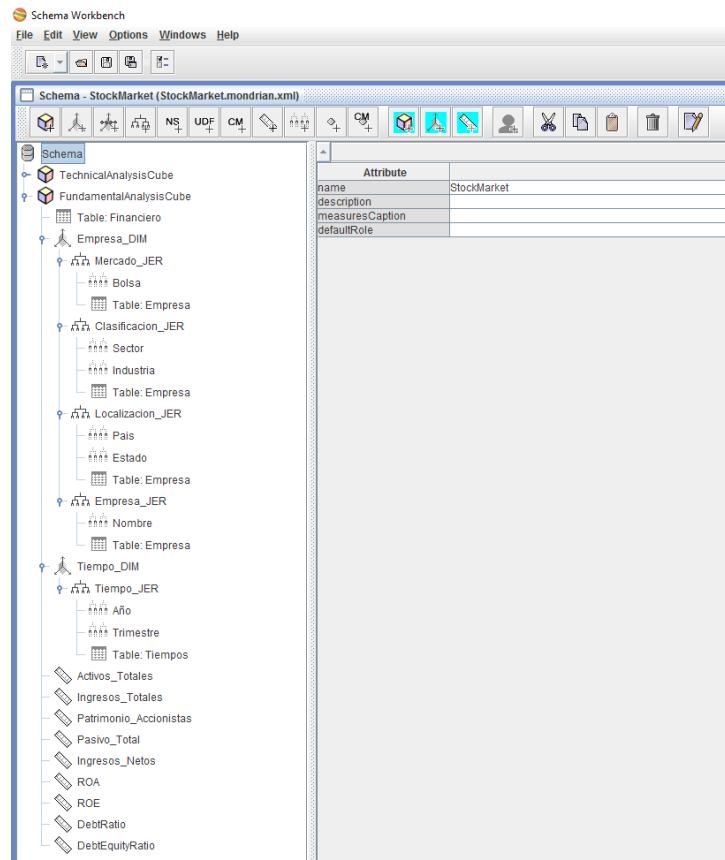 Schema Workbench
File Edit View Options Windows Help
Schema - StockMarket (StockMarket.mondrian.xml)
NS UDF CM CM
Schema
TechnicalAnalysisCube
FundamentalAnalysisCube
Table: Financiero
Empresa_DIM
Mercado_JER
Bolsa
Table: Empresa
Clasificacion_JER
Sector
Industria
Table: Empresa
Localizacion_JER
Pais
Estado
Table: Empresa
Empresa_JER
Nombre
Table: Empresa
Tiempo_DIM
Tiempo_JER
Año
Trimestre
Table: Tiempos
Activos_Totales
Ingresos_Totales
Patrimonio_Accionistas
Pasivo_Total
Ingresos_Netos
ROA
ROE
DebtRatio
DebtEquityRatio
Attribute
name StockMarket
description
measuresCaption
defaultRole